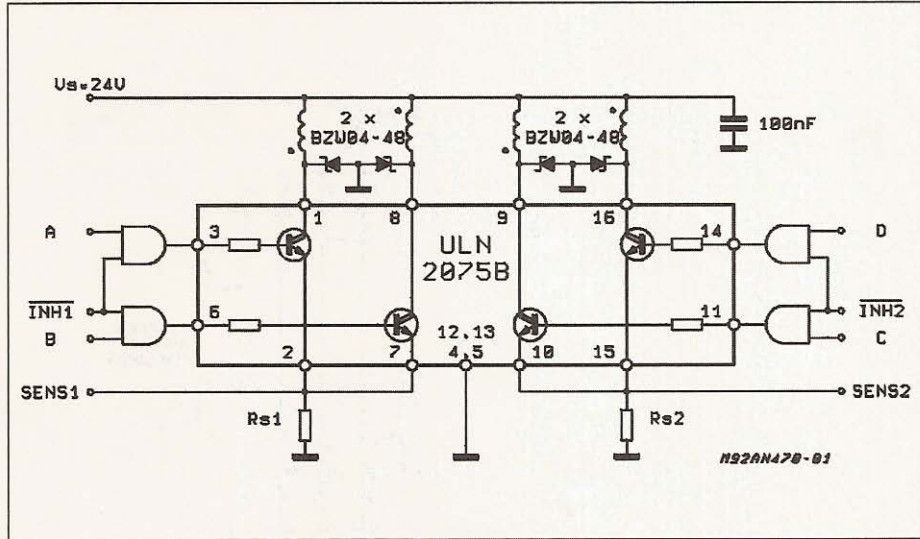 Vs=24V
2 ×
BZW04-48
2 ×
BZW04-48
100nF
A
3
1
8
9
16
14
D
ULN
2075B
INH1
6
11
INH2
B
12,13
C
2
7
4,5
10
15
SENS1
SENS2
Rs1
Rs2
M92AN470-01